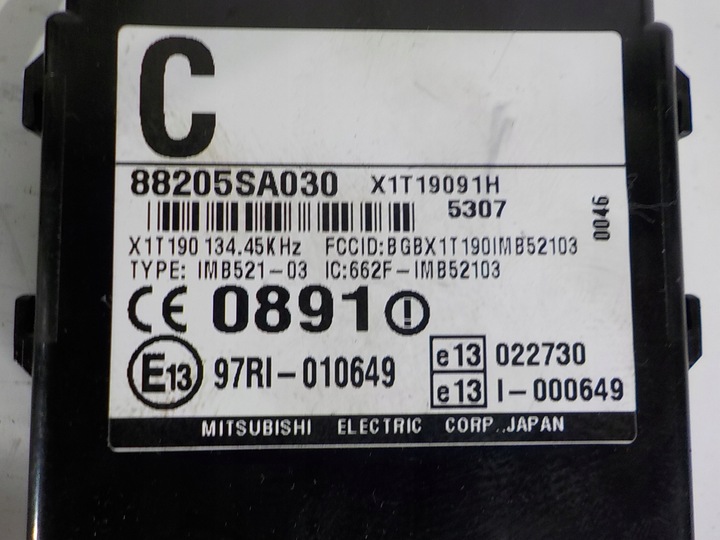 C
88205SA030 X1T19091H
5307
0046
X1T190 134.45KHz FCCID:BGBX1T190IMB52103
TYPE: IMB521-03 IC:662F-IMB52103
CE 0891 !
E13 97RI-010649 e13 022730
e13 I-000649
MITSUBISHI ELECTRIC CORP. JAPAN